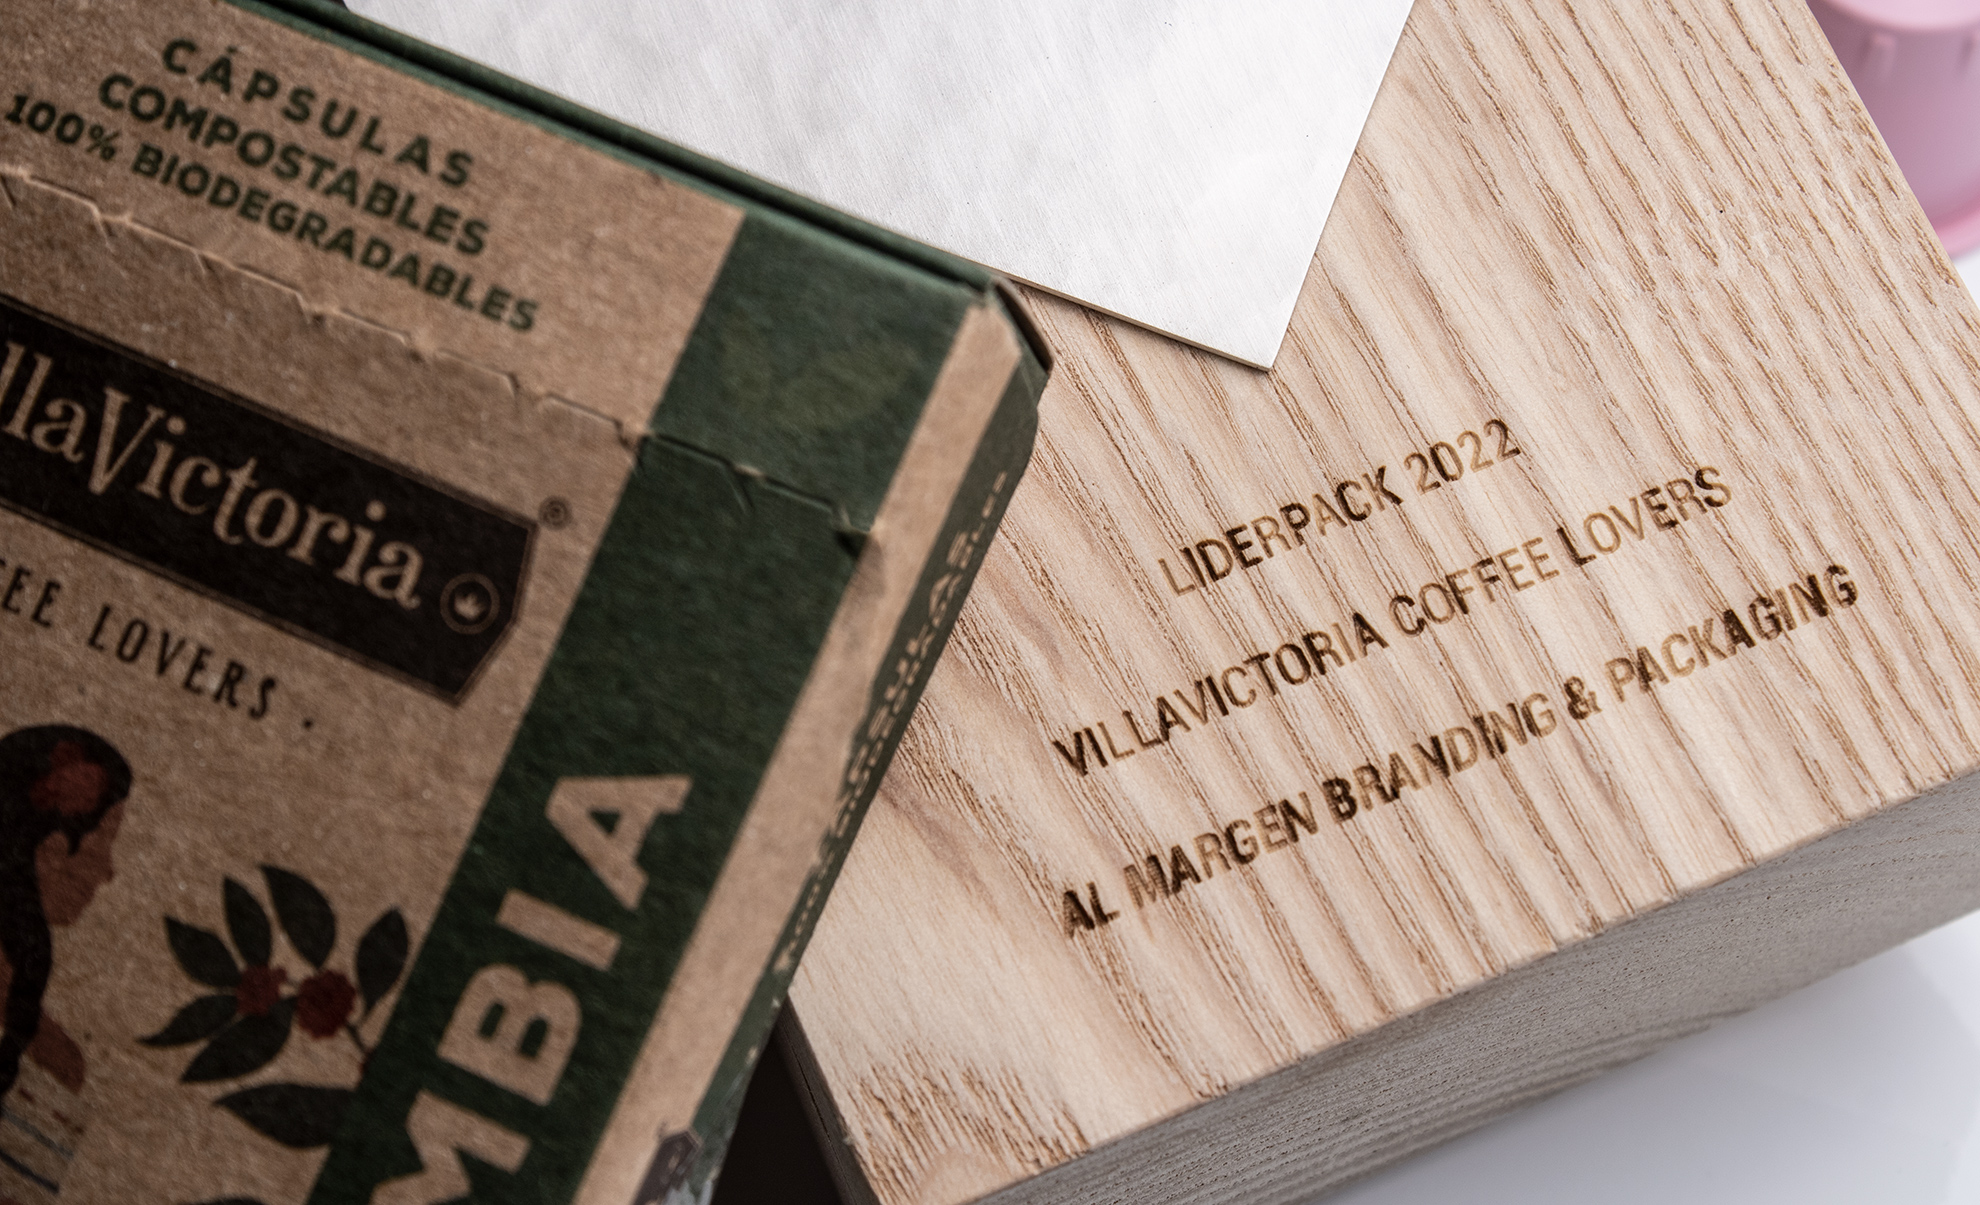 CÁPSULAS
COMPOSTABLES
100% BIODEGRADABLES
llaVictoria
®
EE LOVERS ·
MBIA
LIDERPACK 2022
VILLAVICTORIA COFFEE LOVERS
AL MARGEN BRANDING & PACKAGING